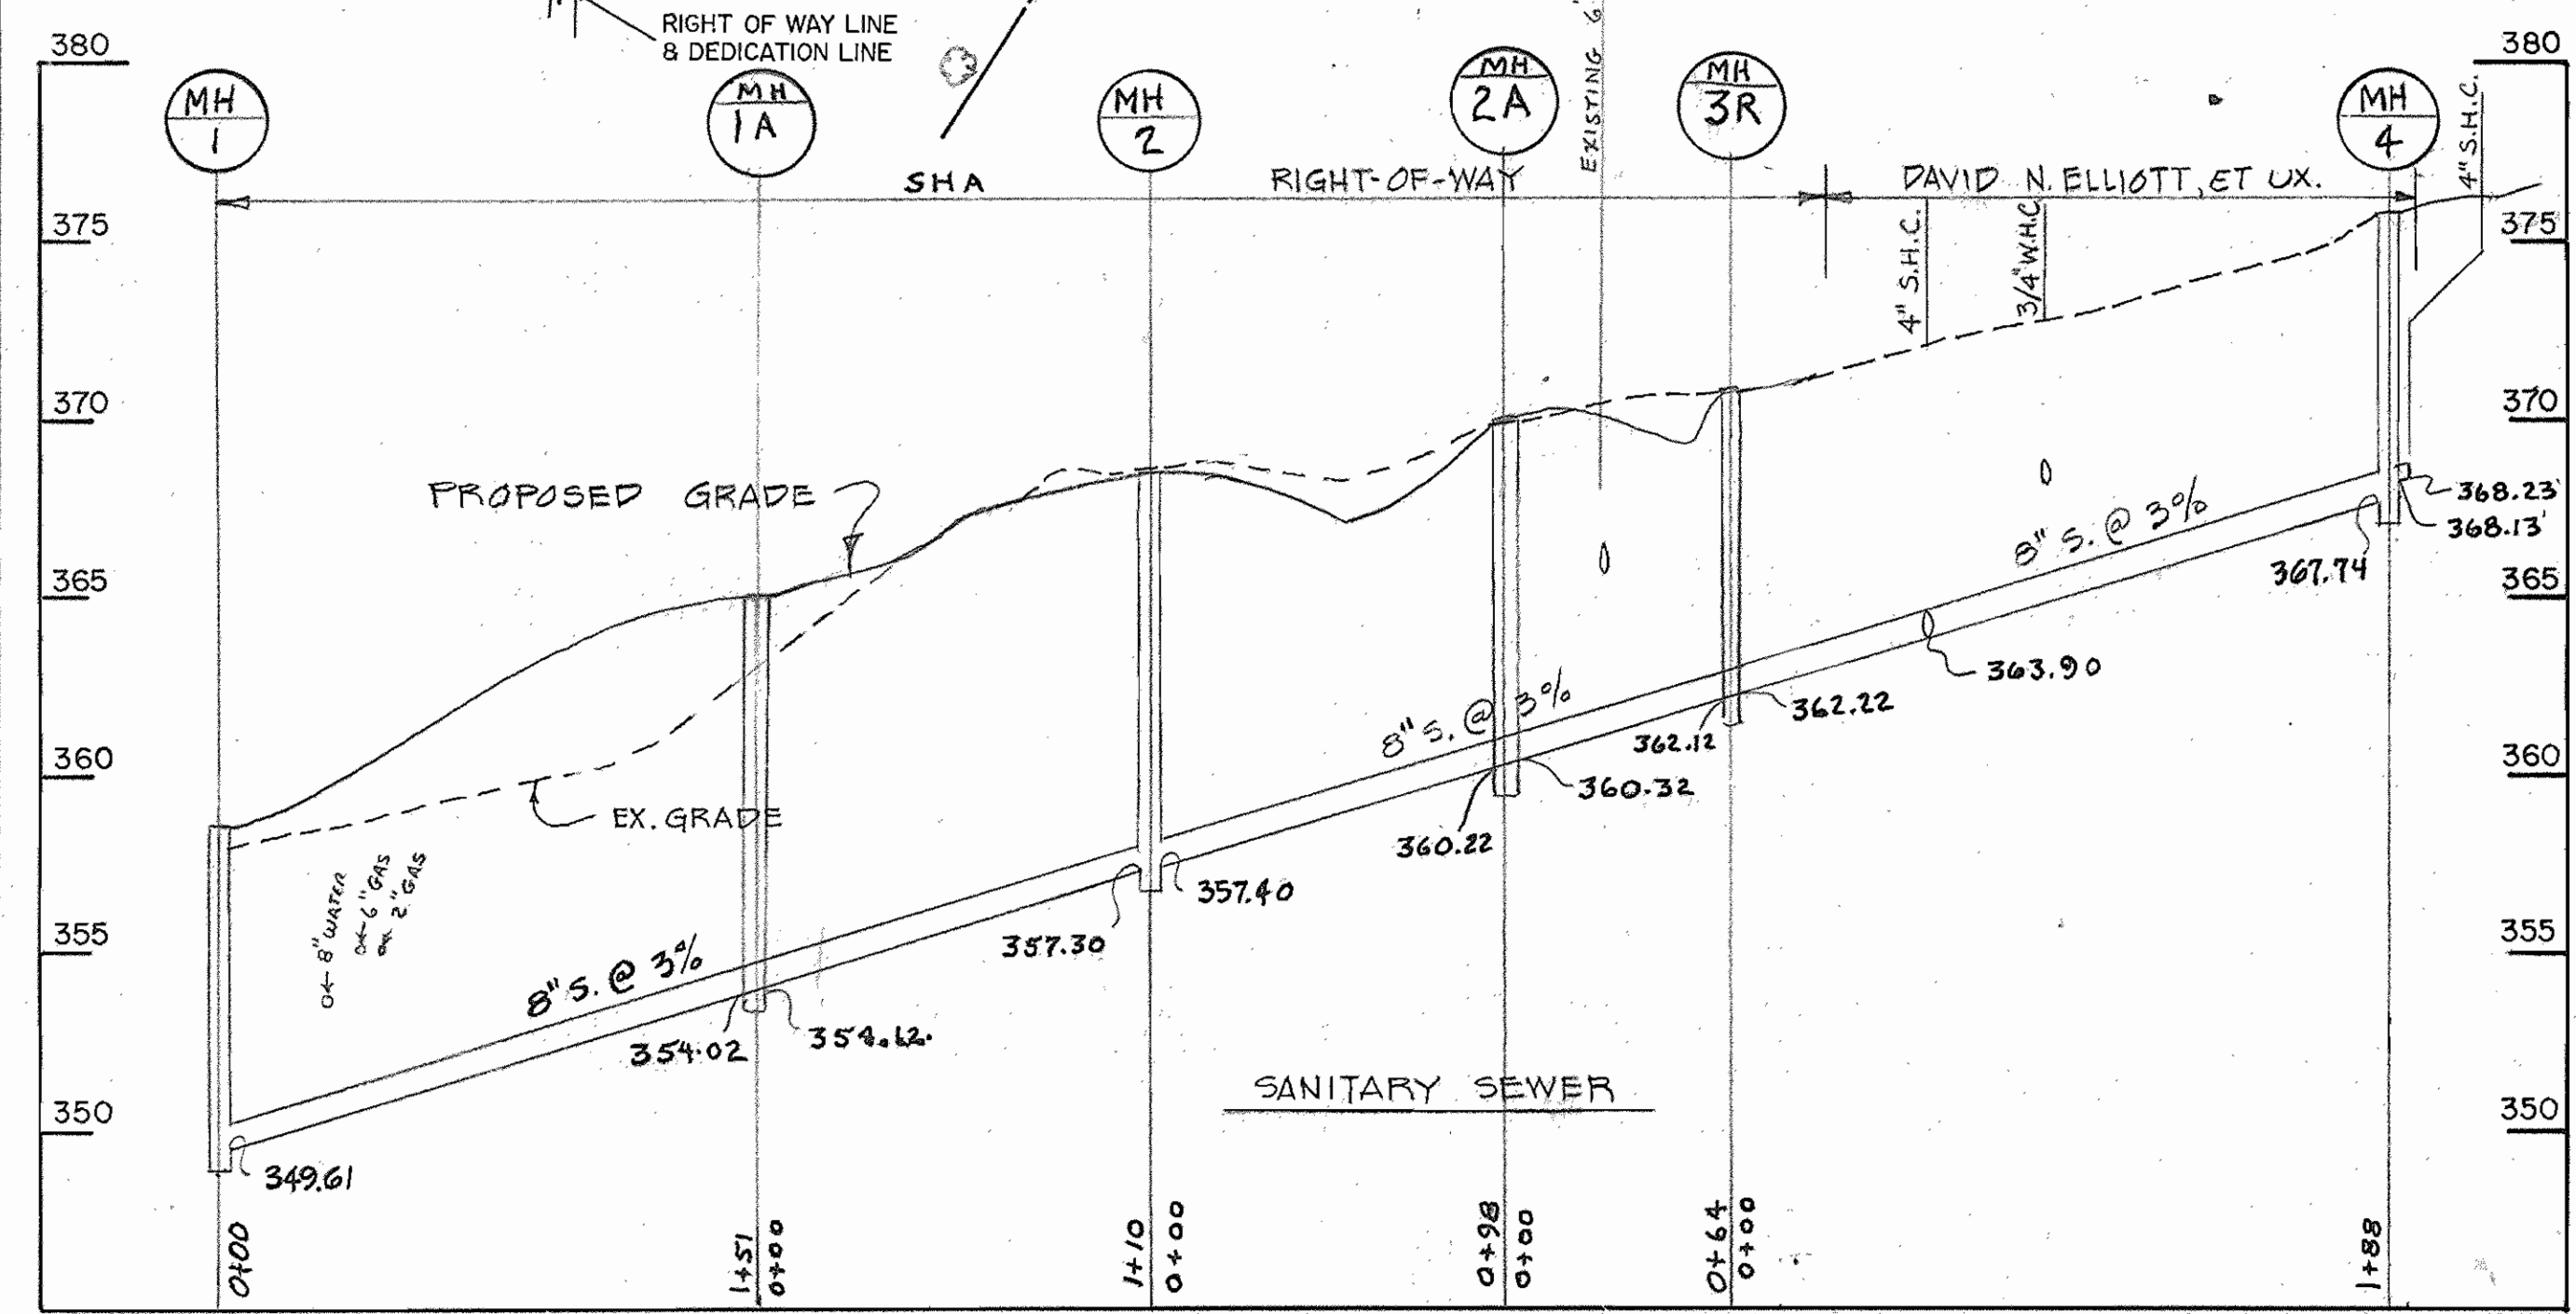 RIGHT OF WAY LINE
& DEDICATION LINE
380
380
MH
1
MH
1A
MH
2
MH
2A
EXISTING 6
MH
3R
MH
4
4" S.H.C.
SHA
RIGHT-OF-WAY
DAVID N. ELLIOTT, ET UX.
375
375
4" S.H.C.
3/4" W.H.C.
370
370
PROPOSED GRADE
368.23'
368.13'
8" S. @ 3%
367.74
365
365
363.90
8" S. @ 3%
362.22
362.12
360
360
360.32
EX. GRADE
360.22
8" WATER
6" GAS
2" GAS
357.40
357.30
355
355
8" S. @ 3%
354.02
354.12
SANITARY SEWER
350
350
349.61
0+00
1+51
0+00
1+10
0+00
0+98
0+00
0+64
0+00
1+88